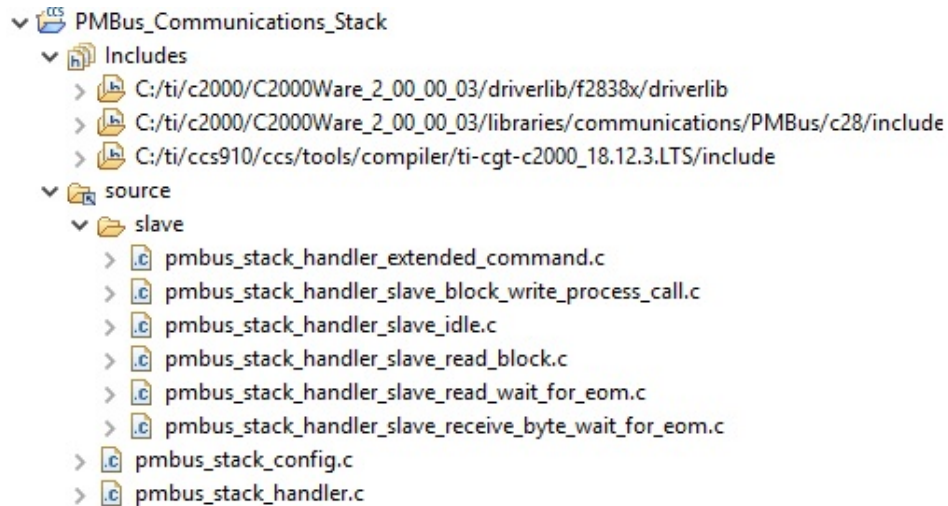 PMBus_Communications_Stack
Includes
C:/ti/c2000/C2000Ware_2_00_00_03/driverlib/f2838x/driverlib
C:/ti/c2000/C2000Ware_2_00_00_03/libraries/communications/PMBus/c28/include
C:/ti/ccs910/ccs/tools/compiler/ti-cgt-c2000_18.12.3.LTS/include
source
slave
pmbus_stack_handler_extended_command.c
pmbus_stack_handler_slave_block_write_process_call.c
pmbus_stack_handler_slave_idle.c
pmbus_stack_handler_slave_read_block.c
pmbus_stack_handler_slave_read_wait_for_eom.c
pmbus_stack_handler_slave_receive_byte_wait_for_eom.c
pmbus_stack_config.c
pmbus_stack_handler.c